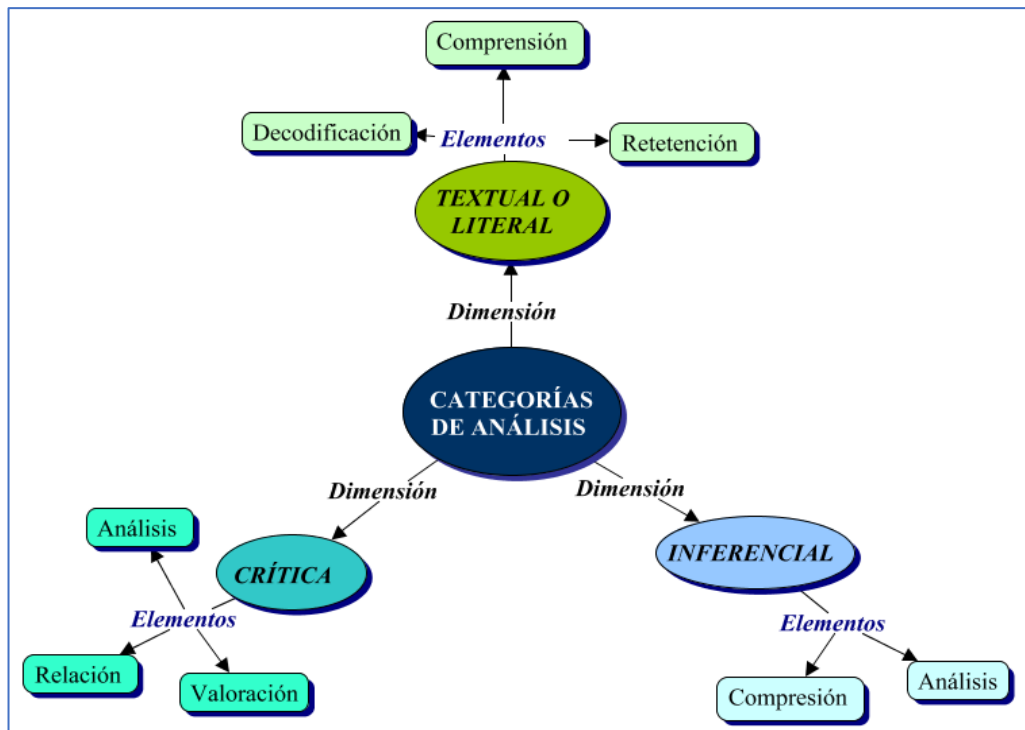 Comprensión
Decodificación
Elementos
Retetención
TEXTUAL O
LITERAL
Dimensión
CATEGORÍAS
DE ANÁLISIS
Dimensión
Dimensión
Análisis
CRÍTICA
INFERENCIAL
Elementos
Elementos
Relación
Valoración
Compresión
Análisis